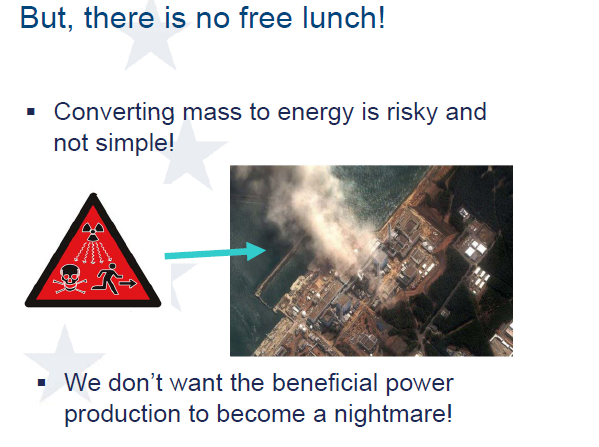 But, there is no free lunch!
▪ Converting mass to energy is risky and
not simple!
▪ We don’t want the beneficial power
production to become a nightmare!